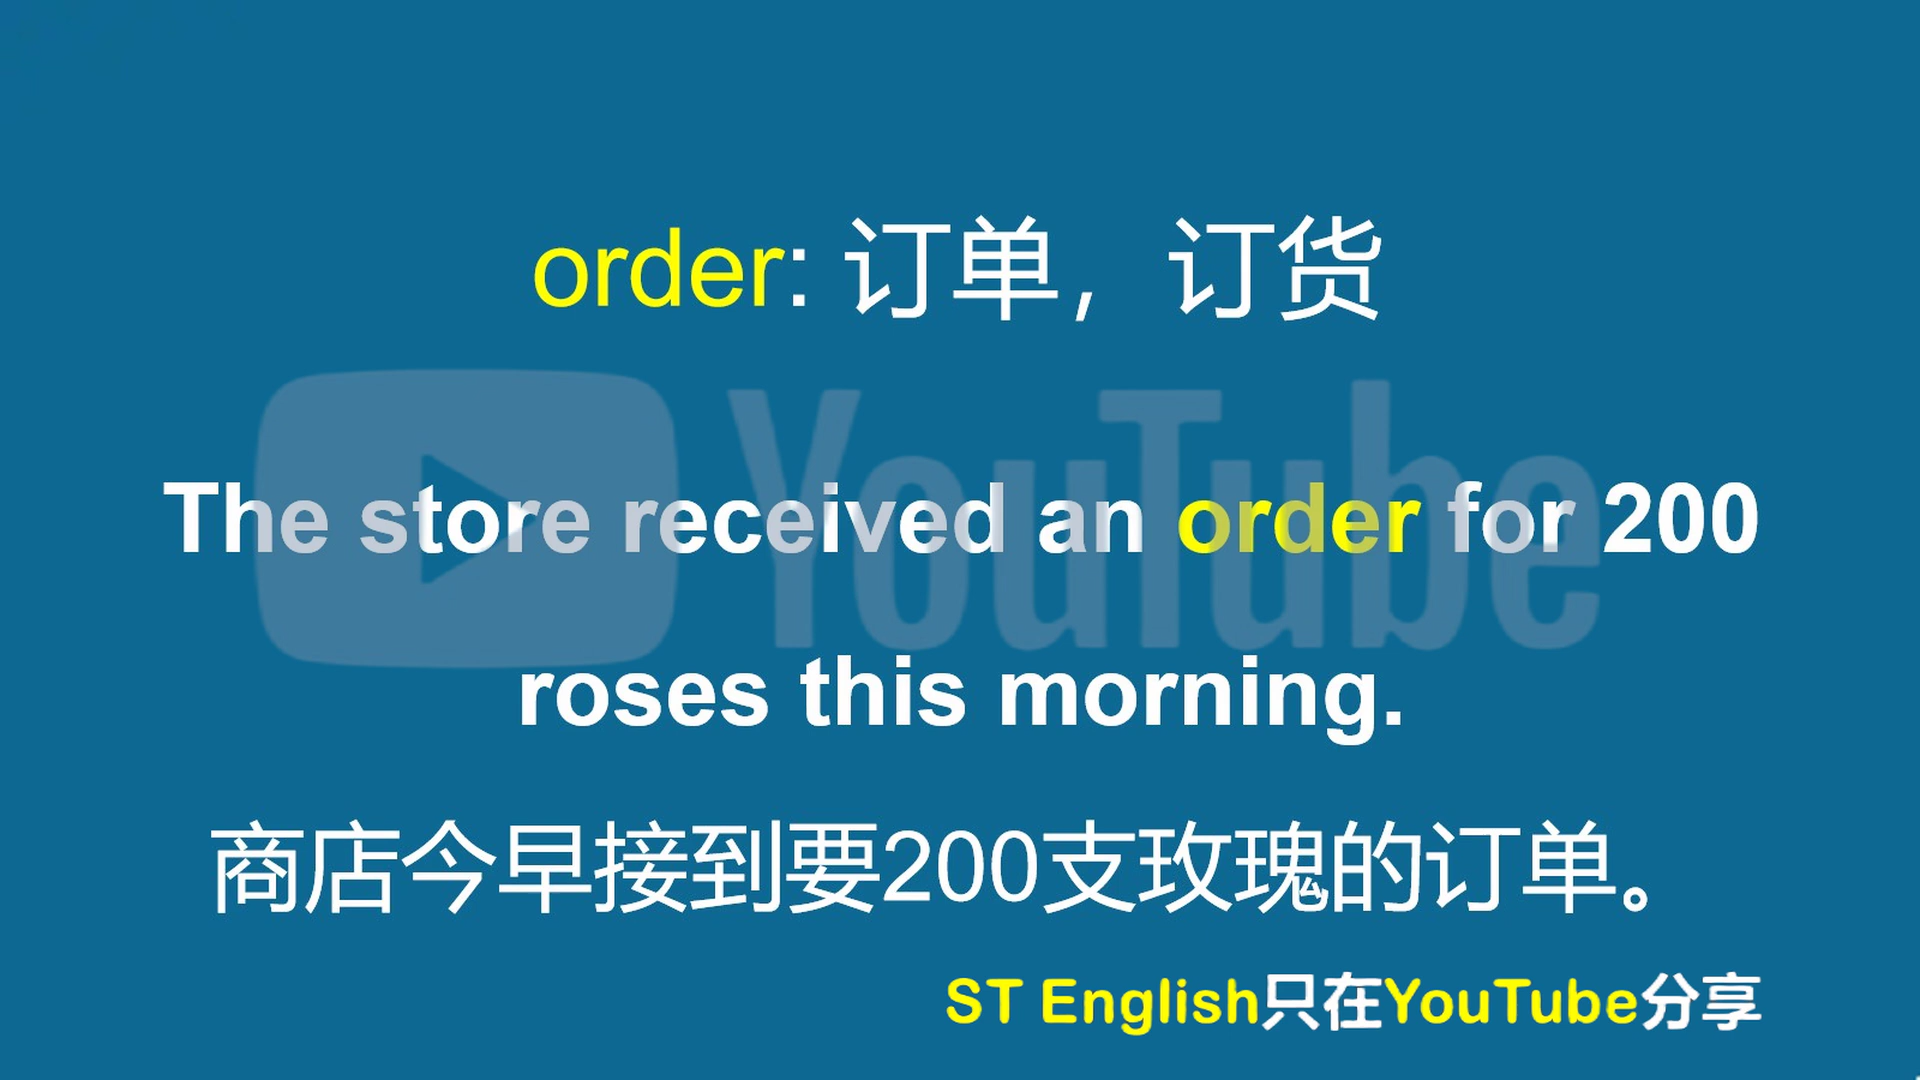 order: 订单，订货
YouTube
The store received an order for 200
roses this morning.
商店今早接到要200支玫瑰的订单。
ST English只在YouTube分享